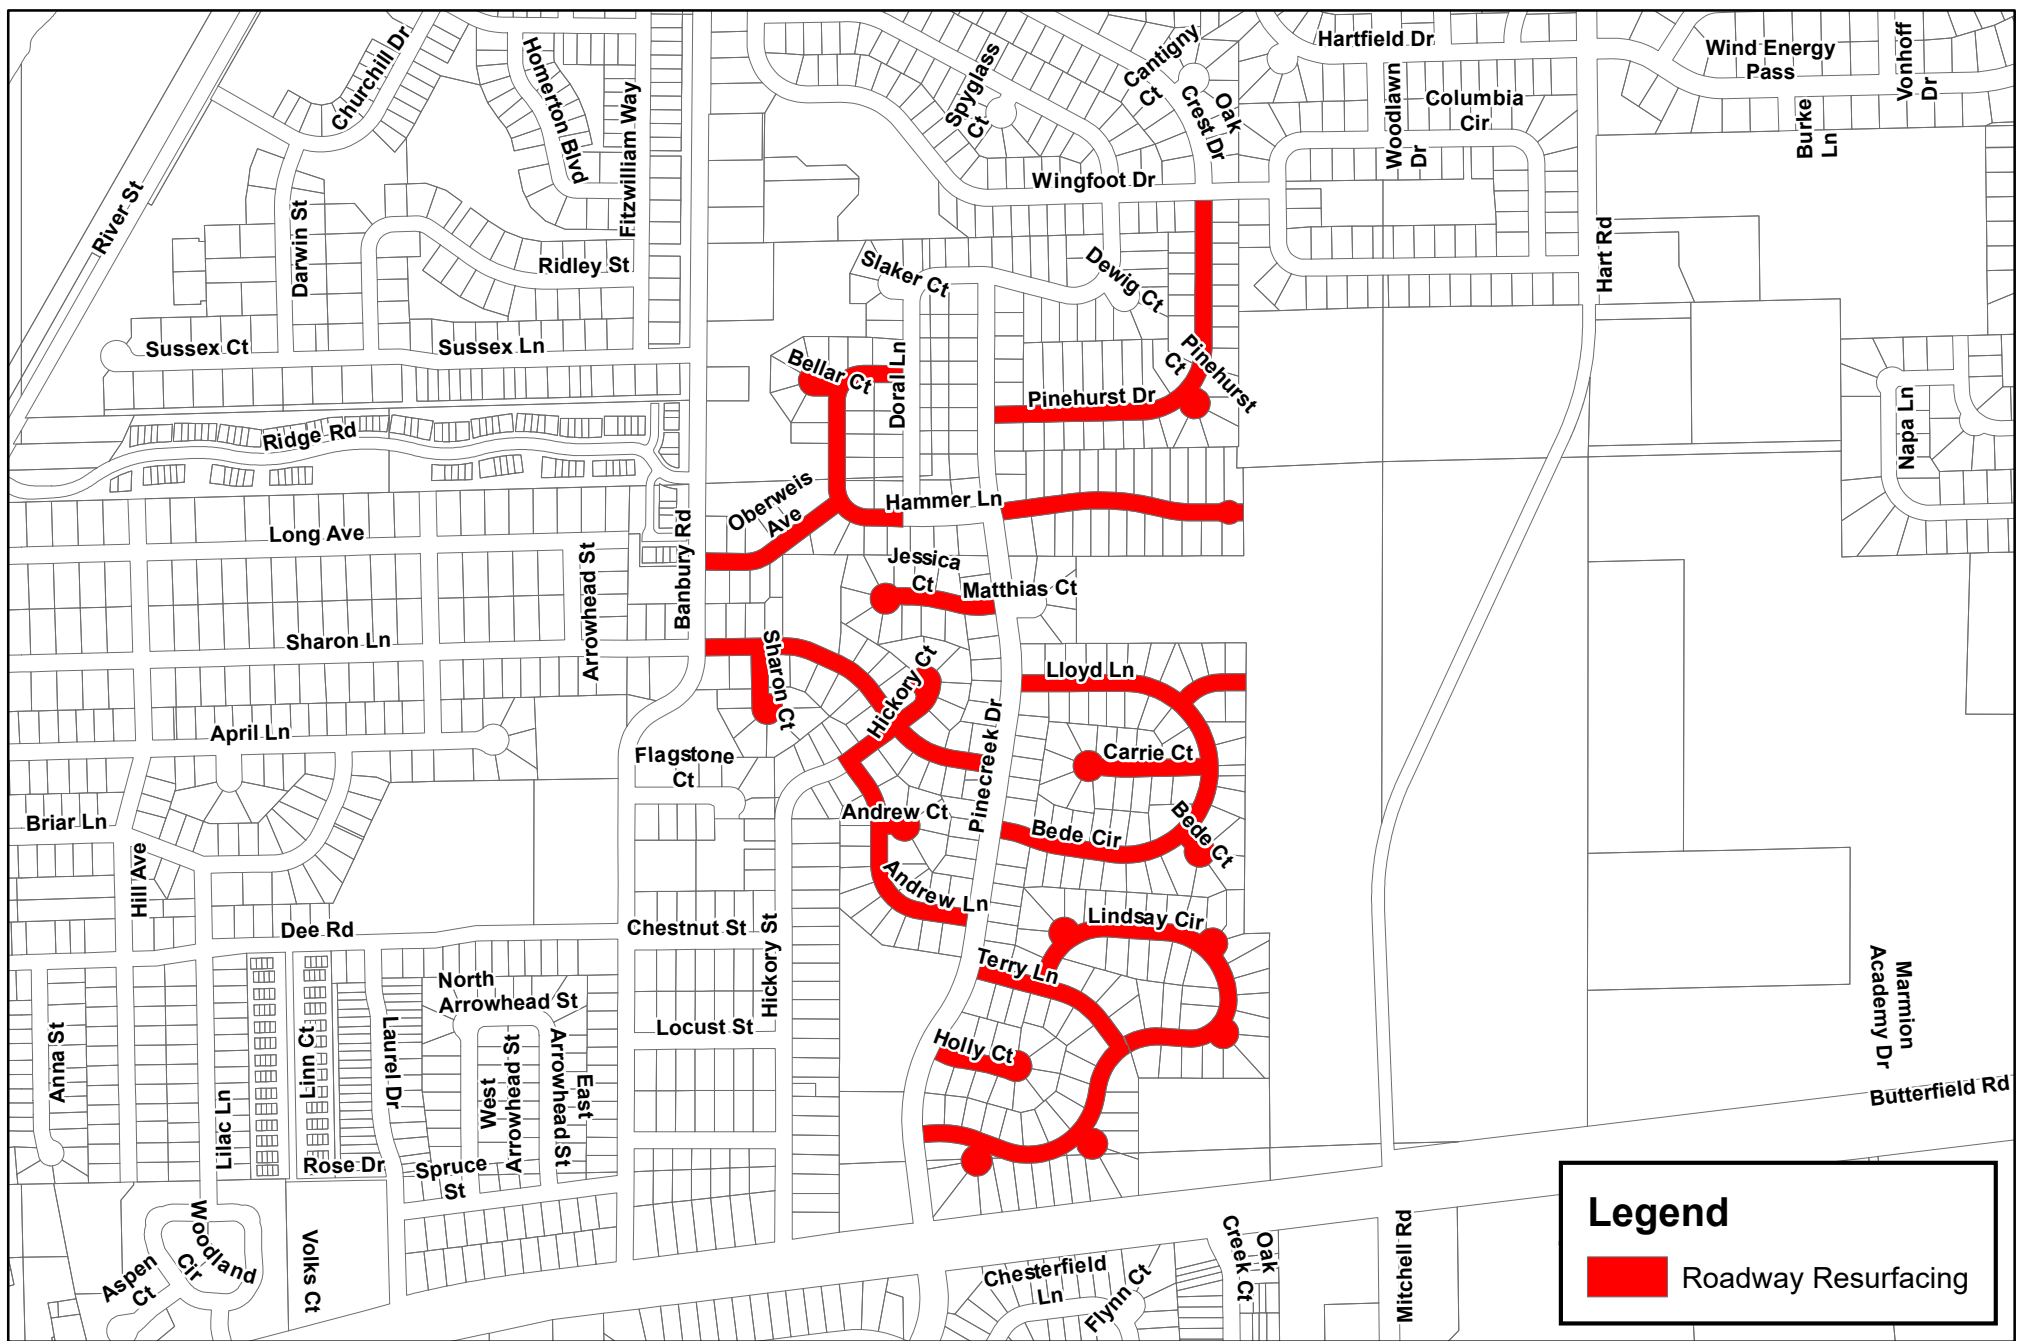 Churchill Dr
Homerton Blvd
Fitzwilliam Way
Spyglass
Ct
Cantigny
Ct
Oak
Crest Dr
Hartfield Dr
Woodlawn
Dr
Columbia
Cir
Wind Energy
Pass
Vonhoff
Dr
Burke
Ln
River St
Darwin St
Ridley St
Wingfoot Dr
Slaker Ct
Dewig Ct
Hart Rd
Sussex Ct
Sussex Ln
Bellar Ct
Doral Ln
Pinehurst Dr
Pinehurst
Ct
Napa Ln
Ridge Rd
Long Ave
Oberweis
Ave
Hammer Ln
Banbury Rd
Arrowhead St
Jessica
Ct
Matthias Ct
Sharon Ln
Sharon Ct
Hickory Ct
Lloyd Ln
April Ln
Flagstone
Ct
Pinecreek Dr
Carrie Ct
Briar Ln
Andrew Ct
Bede Cir
Bede Ct
Hill Ave
Andrew Ln
Dee Rd
Chestnut St
Hickory St
Lindsay Cir
Terry Ln
North
Arrowhead St
Locust St
Holly Ct
Marmion
Academy Dr
Anna St
Linn Ct
Laurel Dr
West
Arrowhead St
East
Arrowhead St
Lilac Ln
Rose Dr
Spruce
St
Butterfield Rd
Woodland
Cir
Aspen
Ct
Volks Ct
Chesterfield
Ln
Flynn Ct
Oak
Creek Ct
Mitchell Rd
Legend
Roadway Resurfacing